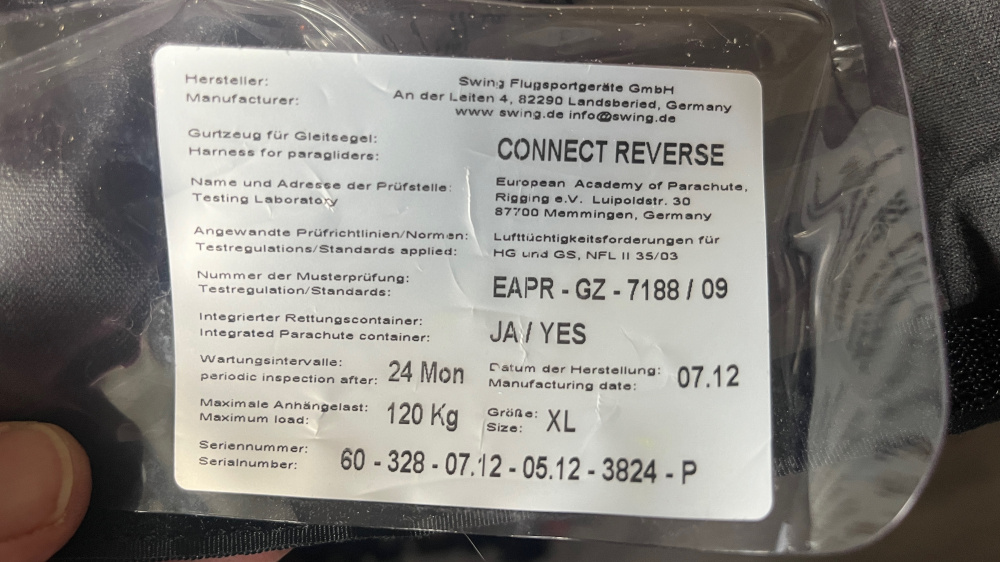 Hersteller:
Manufacturer:
Swing Flugsportgeräte GmbH
An der Leiten 4, 82290 Landsberied, Germany
www swing.de info@swing.de
Gurtzeug für Gleitsegel:
Harness for paragliders:
CONNECT REVERSE
Name und Adresse der Prüfstelle:
Testing Laboratory
European Academy of Parachute,
Rigging e.V. Luipoldstr. 30
87700 Memmingen, Germany
Angewandte Prüfrichtlinien/Normen:
Testregulations/Standards applied:
Lufttüchtigkeitsforderungen für
HG und GS, NFL II 35/03
Nummer der Musterprüfung:
Testregulation/Standards:
EAPR - GZ - 7188 / 09
Integrierter Rettungscontainer:
Integrated Parachute container:
JA / YES
Wartungsintervalle:
periodic inspection after:
24 Mon
Datum der Herstellung:
Manufacturing date:
07.12
Maximale Anhängelast:
Maximum load:
120 Kg
Größe:
Size:
XL
Seriennummer:
Serialnumber:
60 - 328 - 07.12 - 05.12 - 3824 - P